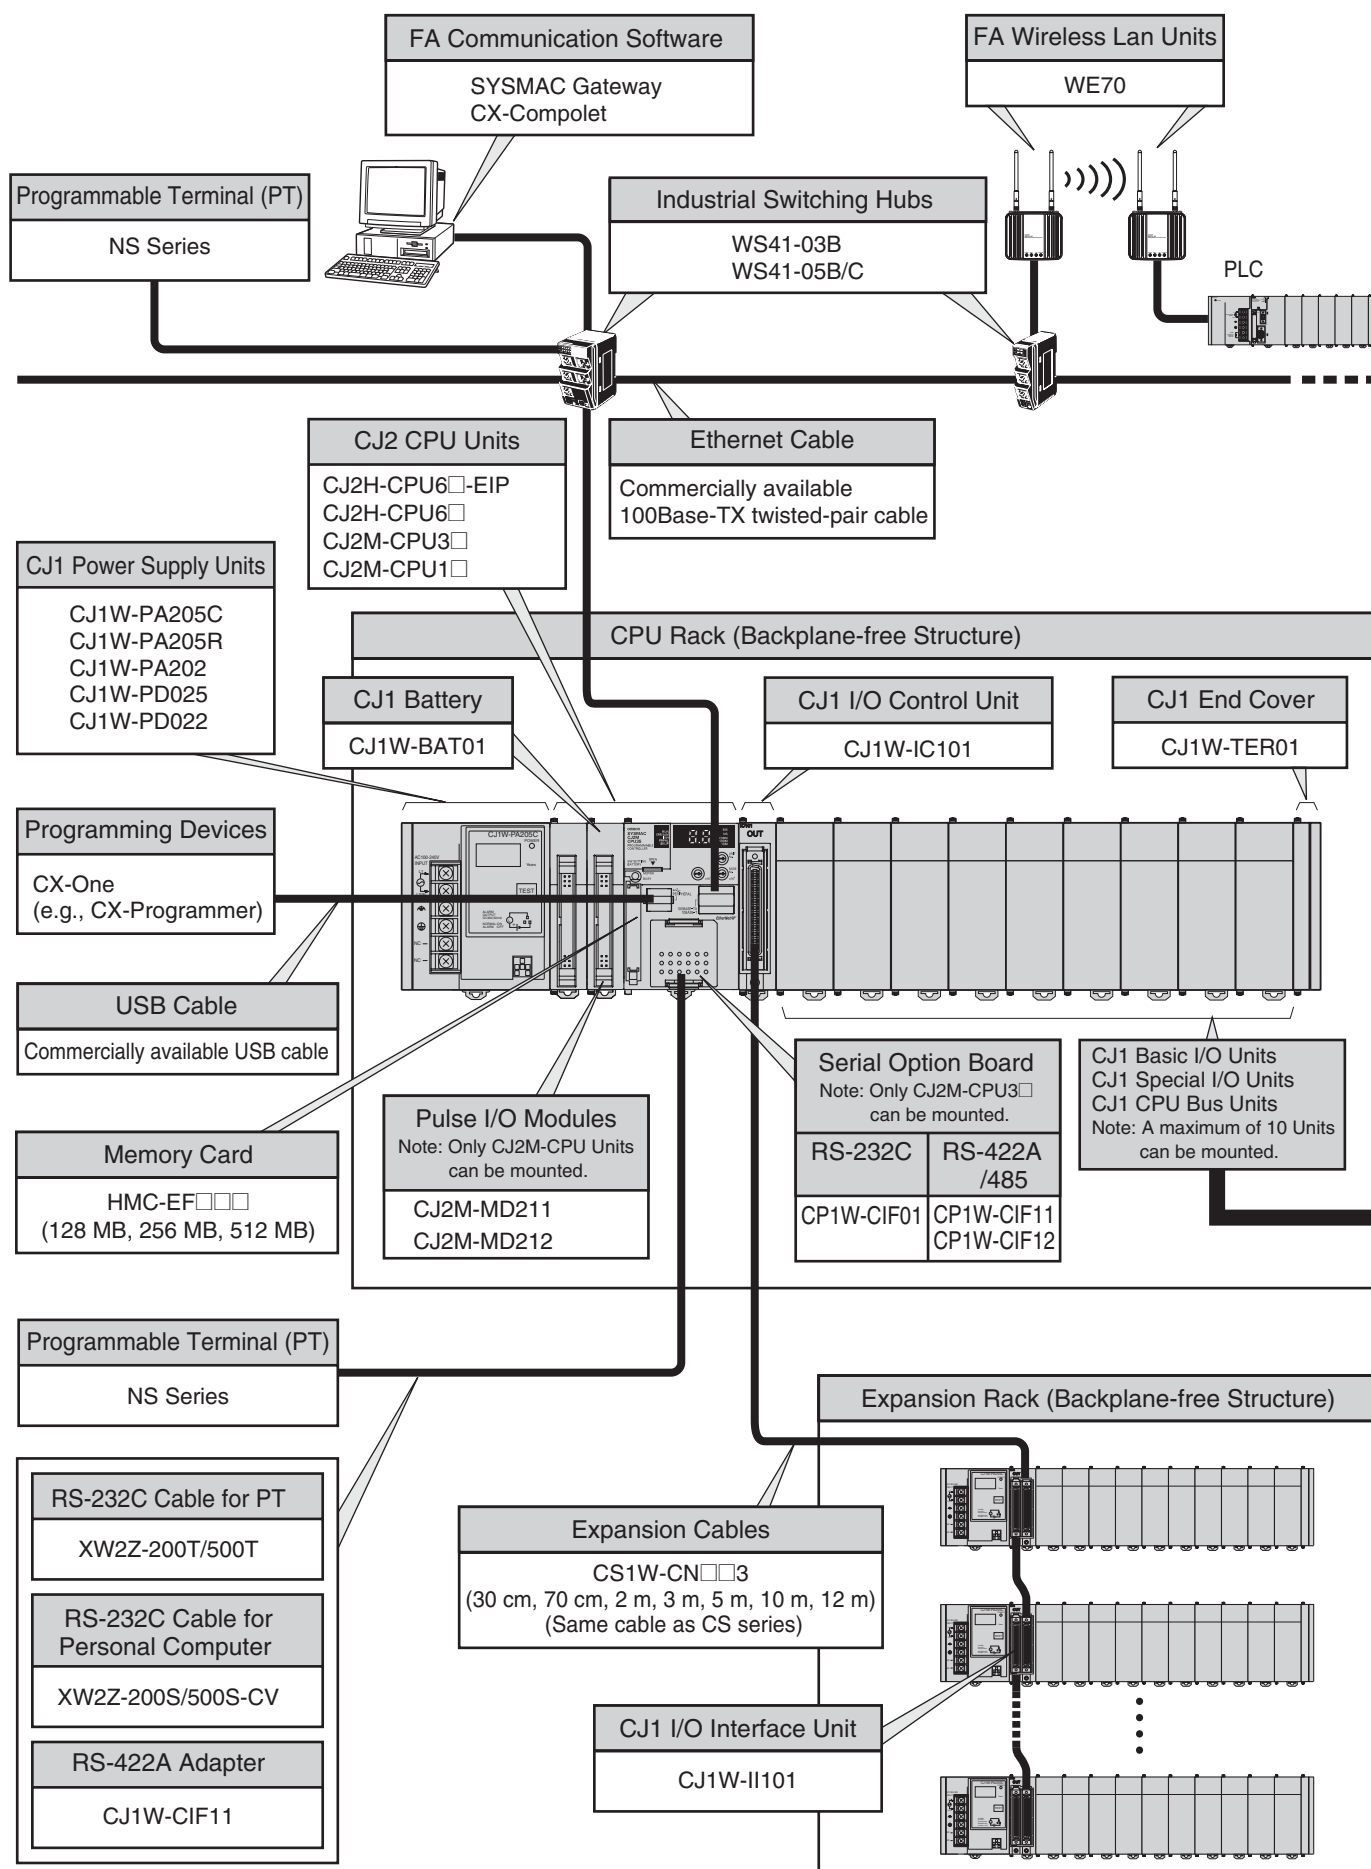 FA Communication Software
SYSMAC Gateway
CX-Compolet
FA Wireless Lan Units
WE70
Programmable Terminal (PT)
NS Series
Industrial Switching Hubs
WS41-03B
WS41-05B/C
PLC
CJ2 CPU Units
CJ2H-CPU6□-EIP
CJ2H-CPU6□
CJ2M-CPU3□
CJ2M-CPU1□
Ethernet Cable
Commercially available
100Base-TX twisted-pair cable
CJ1 Power Supply Units
CJ1W-PA205C
CJ1W-PA205R
CJ1W-PA202
CJ1W-PD025
CJ1W-PD022
CPU Rack (Backplane-free Structure)
CJ1 Battery
CJ1W-BAT01
CJ1 I/O Control Unit
CJ1W-IC101
CJ1 End Cover
CJ1W-TER01
Programming Devices
CX-One
(e.g., CX-Programmer)
CJ1W-PA205C
POWER
AC100-240V
INPUT
TEST
NC
NC
SYSMAC
CJ2M
OUT
USB Cable
Commercially available USB cable
Memory Card
HMC-EF□□□
(128 MB, 256 MB, 512 MB)
Pulse I/O Modules
Note: Only CJ2M-CPU Units
can be mounted.
CJ2M-MD211
CJ2M-MD212
Serial Option Board
Note: Only CJ2M-CPU3□
can be mounted.
RS-232C
RS-422A
/485
CP1W-CIF01
CP1W-CIF11
CP1W-CIF12
CJ1 Basic I/O Units
CJ1 Special I/O Units
CJ1 CPU Bus Units
Note: A maximum of 10 Units
can be mounted.
Programmable Terminal (PT)
NS Series
Expansion Rack (Backplane-free Structure)
RS-232C Cable for PT
XW2Z-200T/500T
RS-232C Cable for
Personal Computer
XW2Z-200S/500S-CV
RS-422A Adapter
CJ1W-CIF11
Expansion Cables
CS1W-CN□□3
(30 cm, 70 cm, 2 m, 3 m, 5 m, 10 m, 12 m)
(Same cable as CS series)
CJ1 I/O Interface Unit
CJ1W-II101